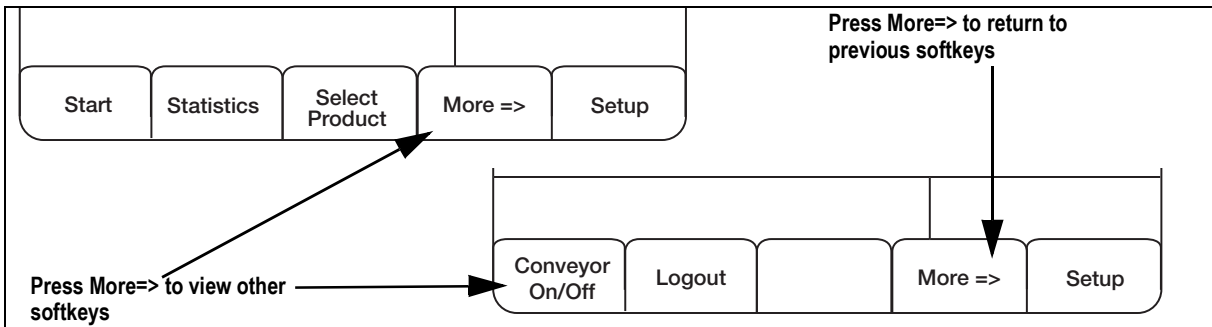 Press More=> to return to
previous softkeys
Start
Statistics
Select
Product
More =>
Setup
Conveyor
On/Off
Logout
More =>
Setup
Press More=> to view other
softkeys